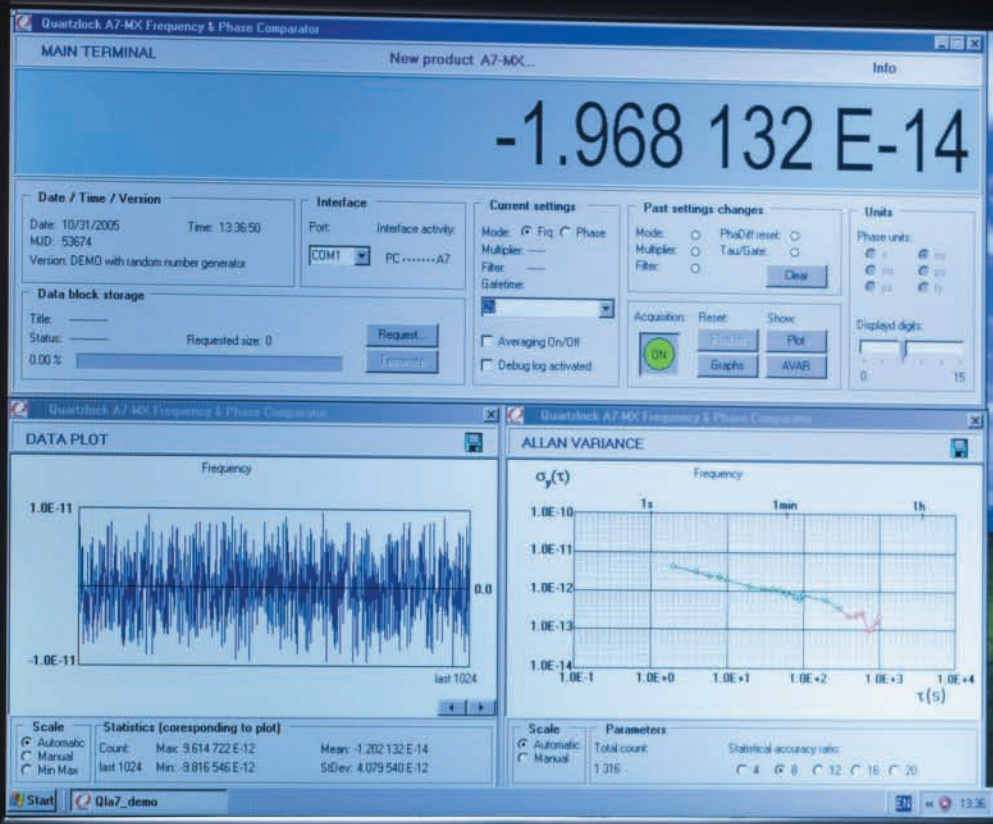 Quartzlock A7-MX Frequency & Phase Comparator
MAIN TERMINAL
New product A7-MX...
Info
-1.968 132 E-14
Date / Time / Version
Date: 10/31/2005 Time: 13:36:50
MJD: 53674
Version: DEMO with random number generator
Interface
Port: Interface activity:
COM1 PC.......A7
Current settings
Mode: Frq Phase
Multiplier: ----
Filter: ----
Gatetime:
Averaging On/Off
Debug log activated
Past settings changes
Mode: PhaDiff reset:
Multiplier: Tau/Gate:
Filter:
Clear
Units
Phase units:
Displayd digits:
0 15
Data block storage
Title: -------
Status: ------- Requested size: 0
Request...
0.00 %
Acquisition: Reset: Show:
ON
Plot
Graphs AVAR
Quartzlock A7-MX Frequency & Phase Comparator
DATA PLOT
Frequency
1.0E-11
0.0
-1.0E-11
last 1024
Scale
Automatic
Manual
Min Max
Statistics (coresponding to plot)
Count: Max: 9.614 722 E-12 Mean: -1.202 132 E-14
last 1024 Min: -9.816 546 E-12 StDev: 4.079 540 E-12
Quartzlock A7-MX Frequency & Phase Comparator
ALLAN VARIANCE
σy(τ)
Frequency
1s 1min 1h
1.0E-10
1.0E-11
1.0E-12
1.0E-13
1.0E-14
1.0E-1 1.0E+0 1.0E+1 1.0E+2 1.0E+3 1.0E+4
τ(s)
Scale
Automatic
Manual
Parameters
Total count: Statistical accuracy ratio:
1 316 4 8 12 16 20
Start Qla7_demo EN « 13:36